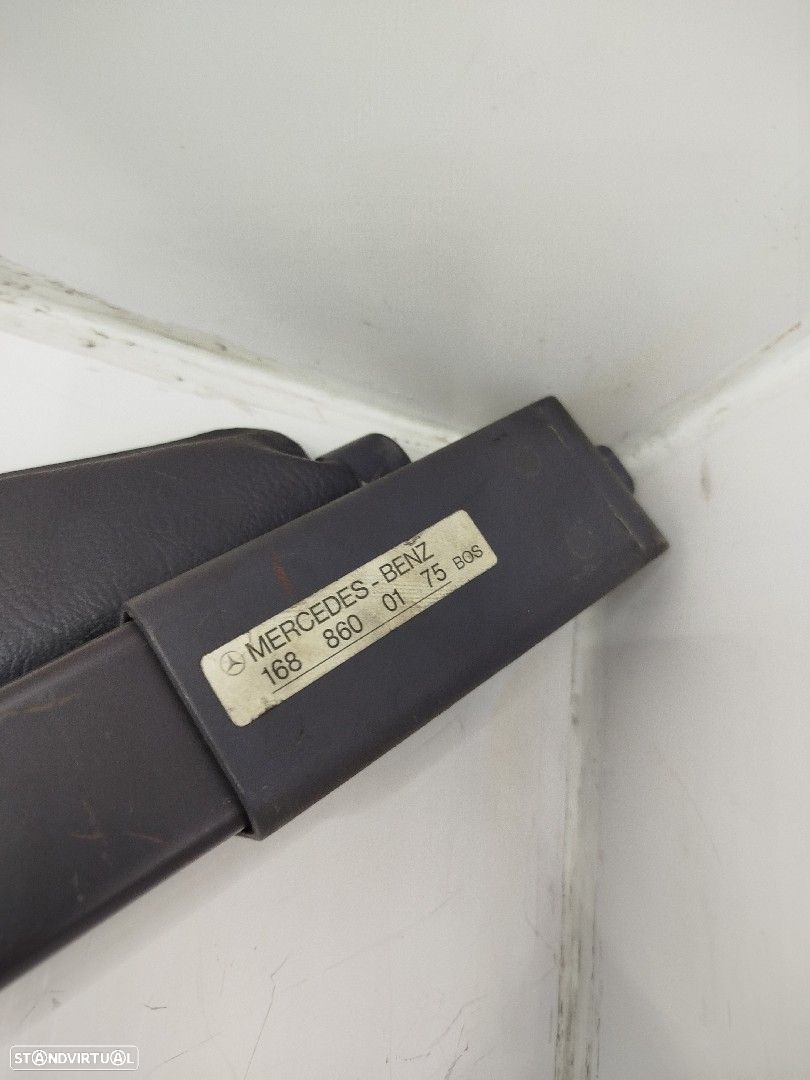 MERCEDES-BENZ
168 860 01 75 BOS
STANDVIRTUAL